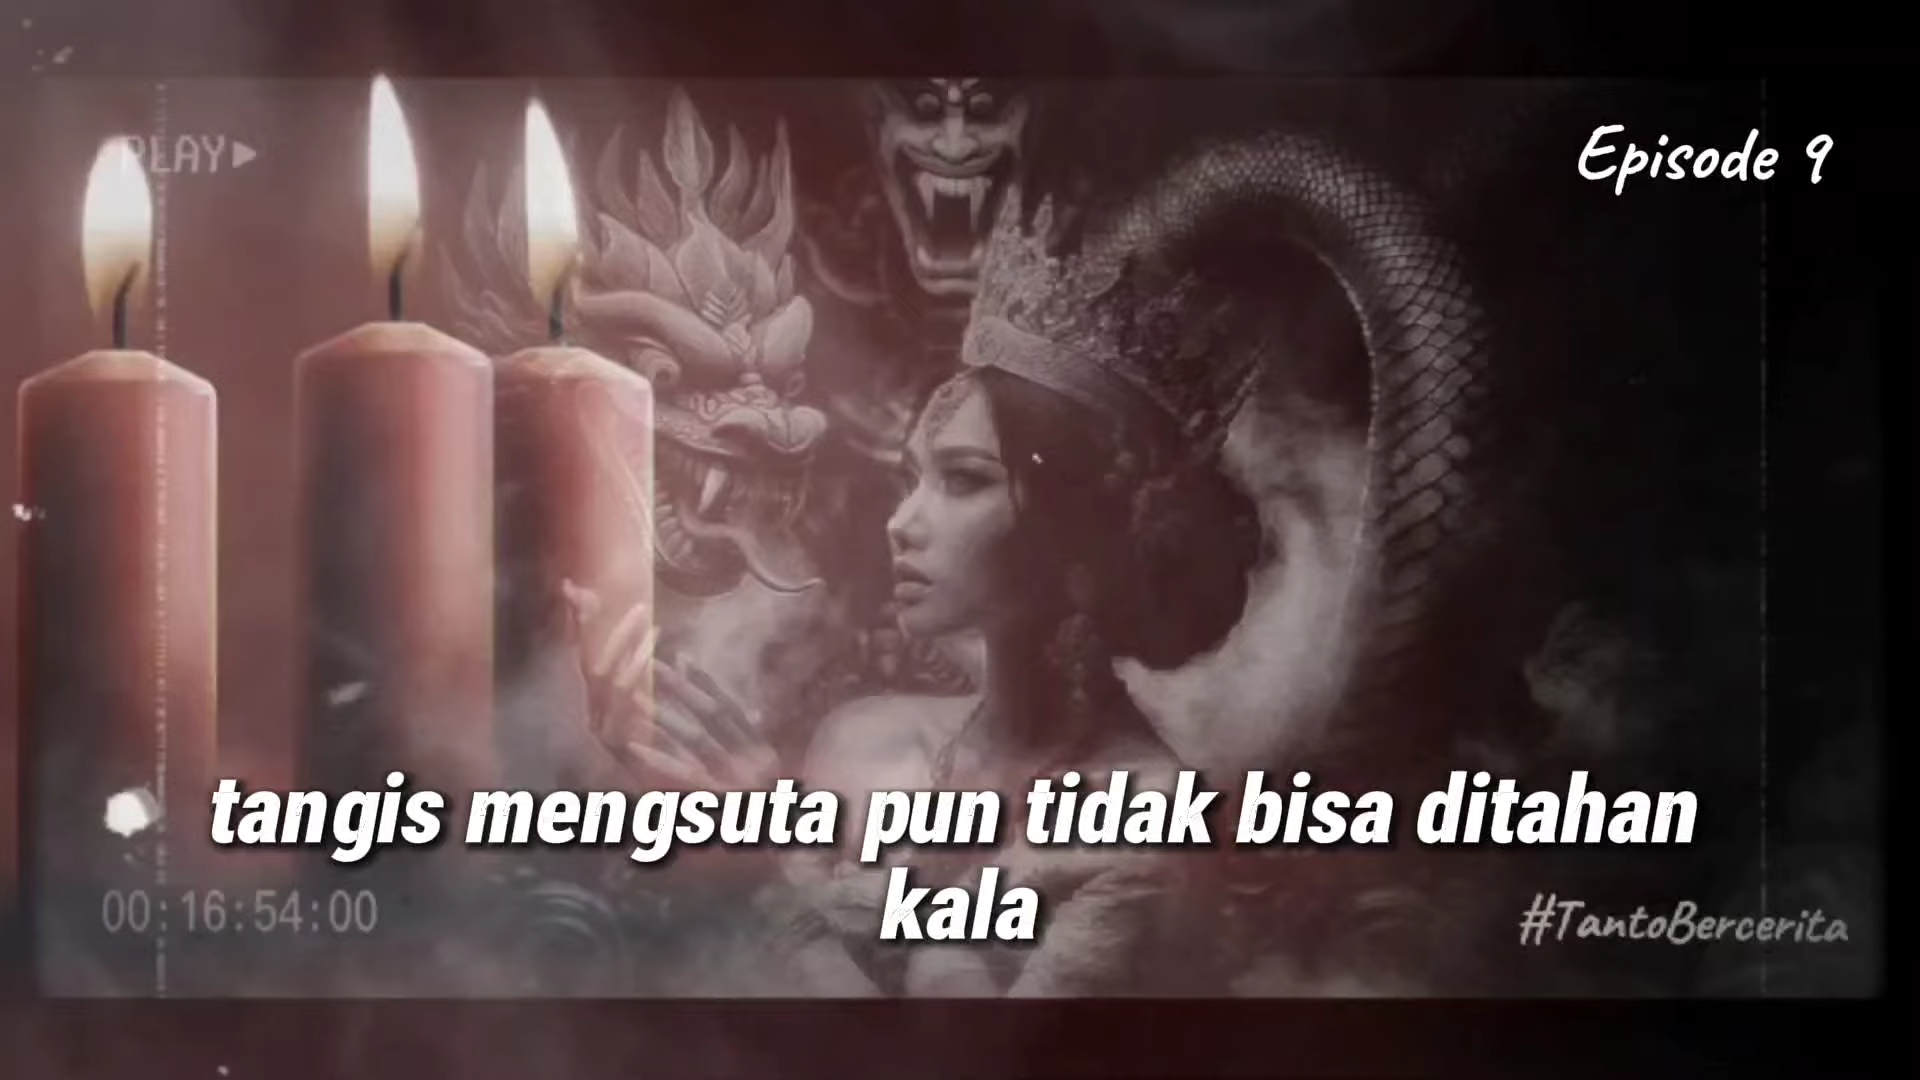 PLAY
Episode 9
tangis mengsuta pun tidak bisa ditahan
kala
00:16:54:00
#TantoBercerita